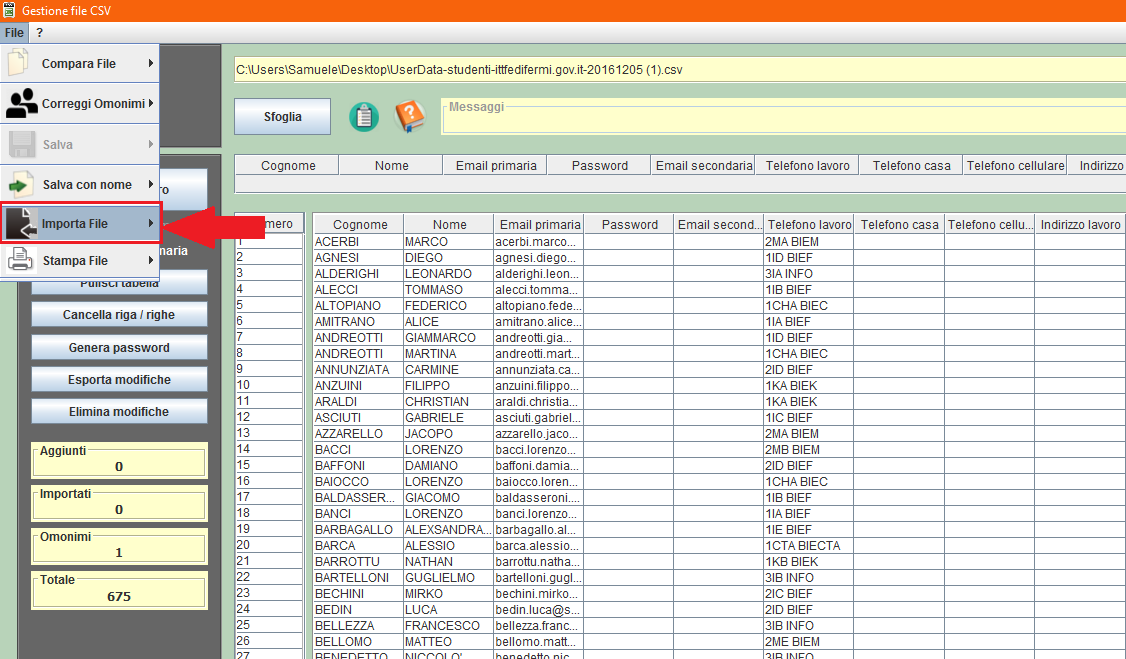 Gestione file CSV
File ?
Compara File
Correggi Omonimi
Salva
Salva con nome
Importa File
Stampa File
Pulisci tabella
Cancella riga / righe
Genera password
Esporta modifiche
Elimina modifiche
Aggiunti
0
Importati
0
Omonimi
1
Totale
675
C:\Users\Samuele\Desktop\UserData-studenti-ittfedifermi.gov.it-20161205 (1).csv
Sfoglia
Messaggi
Cognome Nome Email primaria Password Email secondaria Telefono lavoro Telefono casa Telefono cellulare Indirizzo
Cognome Nome Email primaria Password Email second... Telefono lavoro Telefono casa Telefono cellu... Indirizzo lavoro
1 ACERBI MARCO acerbi.marco... 2MA BIEM
2 AGNESI DIEGO agnesi.diego... 1ID BIEF
3 ALDERIGHI LEONARDO alderighi.leon... 3IA INFO
4 ALECCI TOMMASO alecci.tomma... 1IB BIEF
5 ALTOPIANO FEDERICO altopiano.fede... 1CHA BIEC
6 AMITRANO ALICE amitrano.alice... 1IA BIEF
7 ANDREOTTI GIAMMARCO andreotti.gia... 1ID BIEF
8 ANDREOTTI MARTINA andreotti.mart... 1CHA BIEC
9 ANNUNZIATA CARMINE annunziata.ca... 2ID BIEF
10 ANZUINI FILIPPO anzuini.filippo... 1KA BIEK
11 ARALDI CHRISTIAN araldi.christia... 1KA BIEK
12 ASCIUTI GABRIELE asciuti.gabriel... 1IC BIEF
13 AZZARELLO JACOPO azzarello.jaco... 2MA BIEM
14 BACCI LORENZO bacci.lorenzo... 2MB BIEM
15 BAFFONI DAMIANO baffoni.damia... 2ID BIEF
16 BAIOCCO LORENZO baiocco.loren... 1CHA BIEC
17 BALDASSER... GIACOMO baldasseroni.... 1IB BIEF
18 BANCI LORENZO banci.lorenzo... 1IA BIEF
19 BARBAGALLO ALEXSANDRA... barbagallo.al... 1IE BIEF
20 BARCA ALESSIO barca.alessio... 1CTA BIECTA
21 BARROTTU NATHAN barrottu.natha... 1KB BIEK
22 BARTELLONI GUGLIELMO bartelloni.gugl... 3IB INFO
23 BECHINI MIRKO bechini.mirko... 2IC BIEF
24 BEDIN LUCA bedin.luca@s... 2ID BIEF
25 BELLEZZA FRANCESCO bellezza.franc... 3IB INFO
26 BELLOMO MATTEO bellomo.matt... 2ME BIEM
27 BENEDETTO NICCOLO' benedetto.nic... 3IB INFO